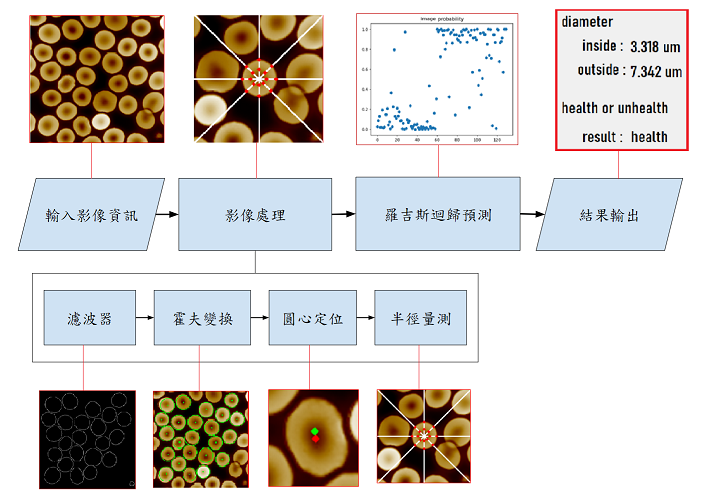 image probability
1.0
0.8
0.6
0.4
0.2
0.0
0 20 40 60 80 100 120
diameter
inside : 3.318 um
outside : 7.342 um
health or unhealth
result : health
輸入影像資訊
影像處理
羅吉斯迴歸預測
結果輸出
濾波器
霍夫變換
圓心定位
半徑量測